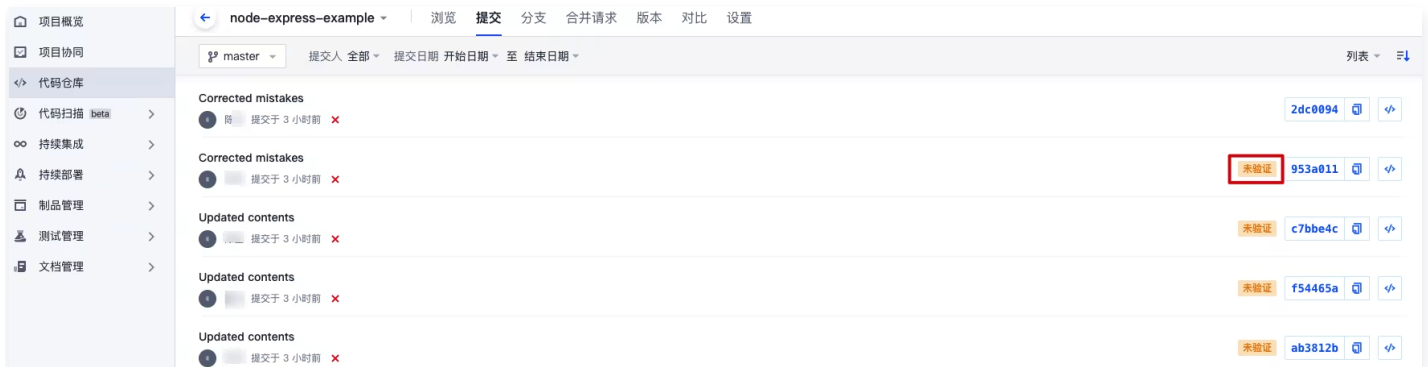 项目概览
项目协同
代码仓库
代码扫描 beta
持续集成
持续部署
制品管理
测试管理
文档管理
node-express-example 浏览 提交 分支 合并请求 版本 对比 设置
master 提交人 全部 提交日期 开始日期 至 结束日期 列表
Corrected mistakes
陈 提交于 3 小时前 2dc0094
Corrected mistakes
提交于 3 小时前 未验证 953a011
Updated contents
提交于 3 小时前 未验证 c7bbe4c
Updated contents
提交于 3 小时前 未验证 f54465a
Updated contents
提交于 3 小时前 未验证 ab3812b